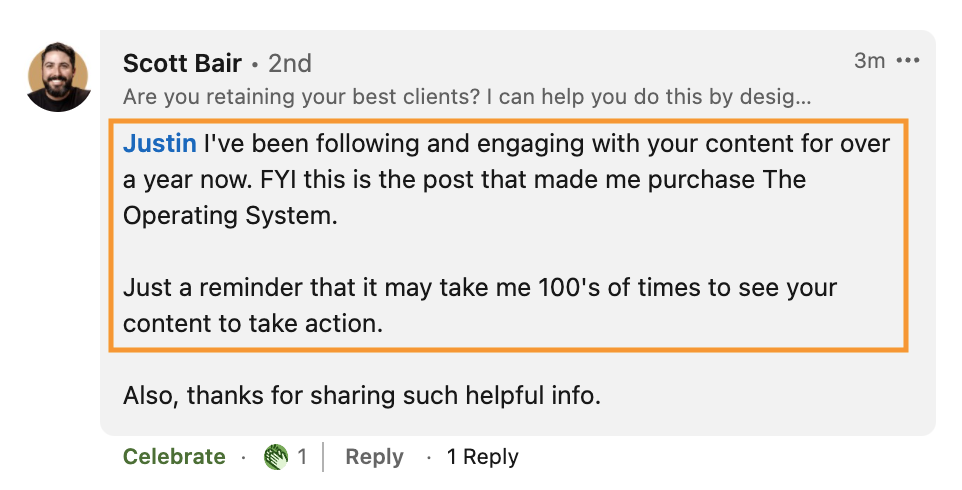 Scott Bair • 2nd
3m •••
Are you retaining your best clients? I can help you do this by desig...
Justin I've been following and engaging with your content for over
a year now. FYI this is the post that made me purchase The
Operating System.
Just a reminder that it may take me 100's of times to see your
content to take action.
Also, thanks for sharing such helpful info.
Celebrate · 1 | Reply · 1 Reply